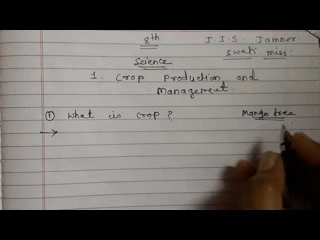 8th J.I.S. Jamner
Swati miss.
Science
1. Crop Production and
Management.
① What is crop? Mango tree
→